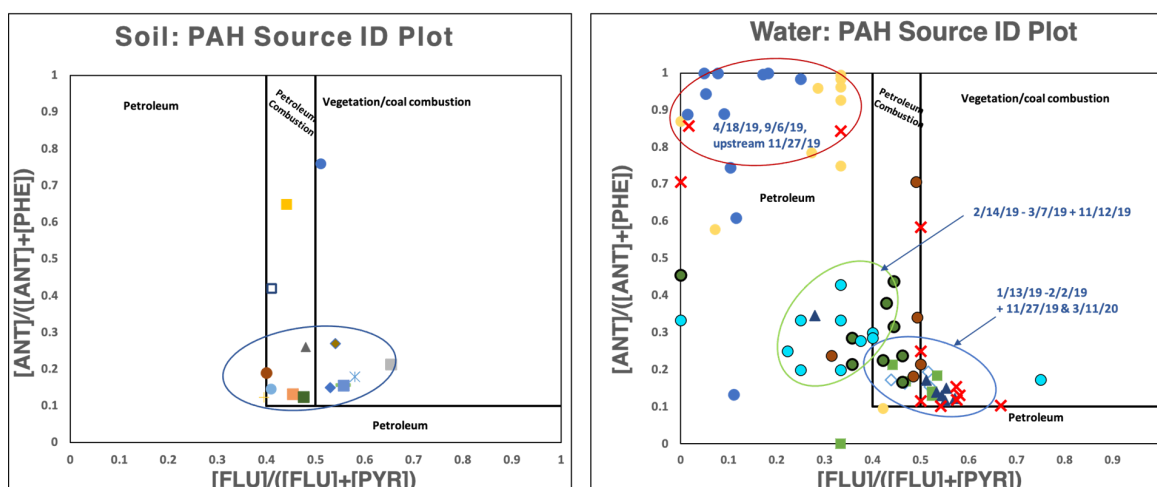 Soil: PAH Source ID Plot
[ANT]/([ANT]+[PHE])
1
0.9
0.8
0.7
0.6
0.5
0.4
0.3
0.2
0.1
0
Petroleum
Petroleum
Combustion
Vegetation/coal combustion
Petroleum
0
0.1
0.2
0.3
0.4
0.5
0.6
0.7
0.8
0.9
1
[FLU]/([FLU]+[PYR])
Water: PAH Source ID Plot
[ANT]/([ANT]+[PHE])
1
0.9
0.8
0.7
0.6
0.5
0.4
0.3
0.2
0.1
0
Petroleum
Combustion
Vegetation/coal combustion
4/18/19, 9/6/19,
upstream 11/27/19
Petroleum
2/14/19 - 3/7/19 + 11/12/19
1/13/19 -2/2/19
+ 11/27/19 & 3/11/20
Petroleum
0
0.1
0.2
0.3
0.4
0.5
0.6
0.7
0.8
0.9
[FLU]/([FLU]+[PYR])